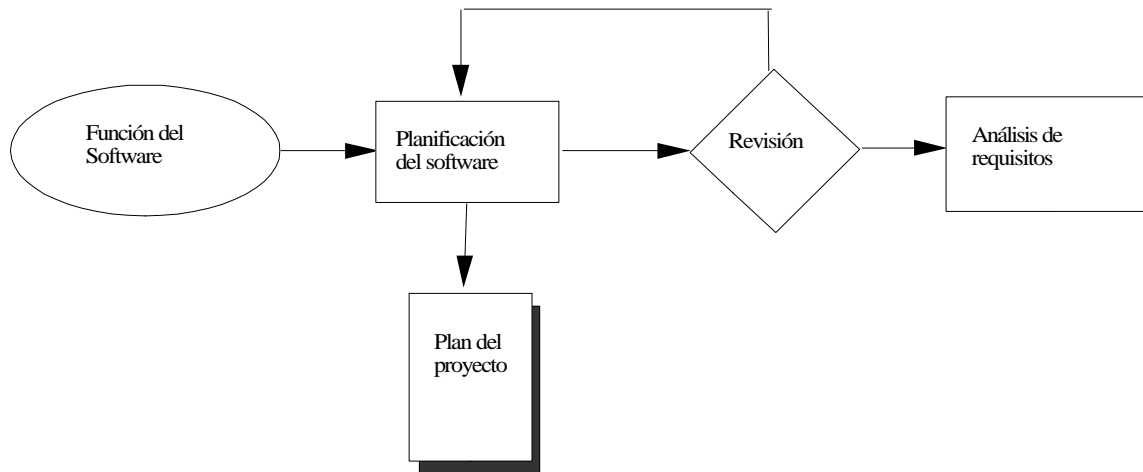 Función del
Software
Planificación
del software
Revisión
Análisis de
requisitos
Plan del
proyecto